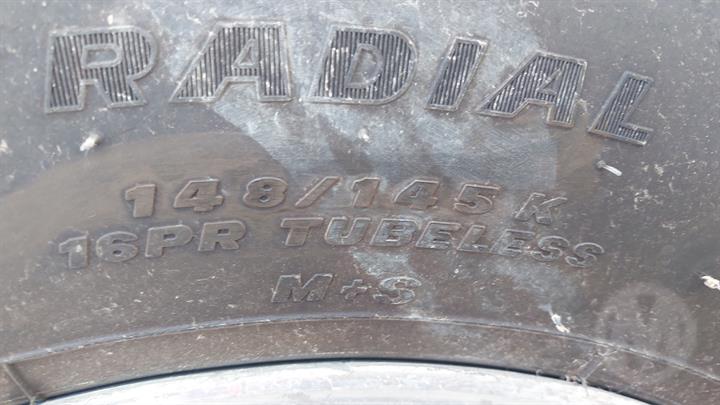 RADIAL
148/145 K
16PR TUBELESS
M+S